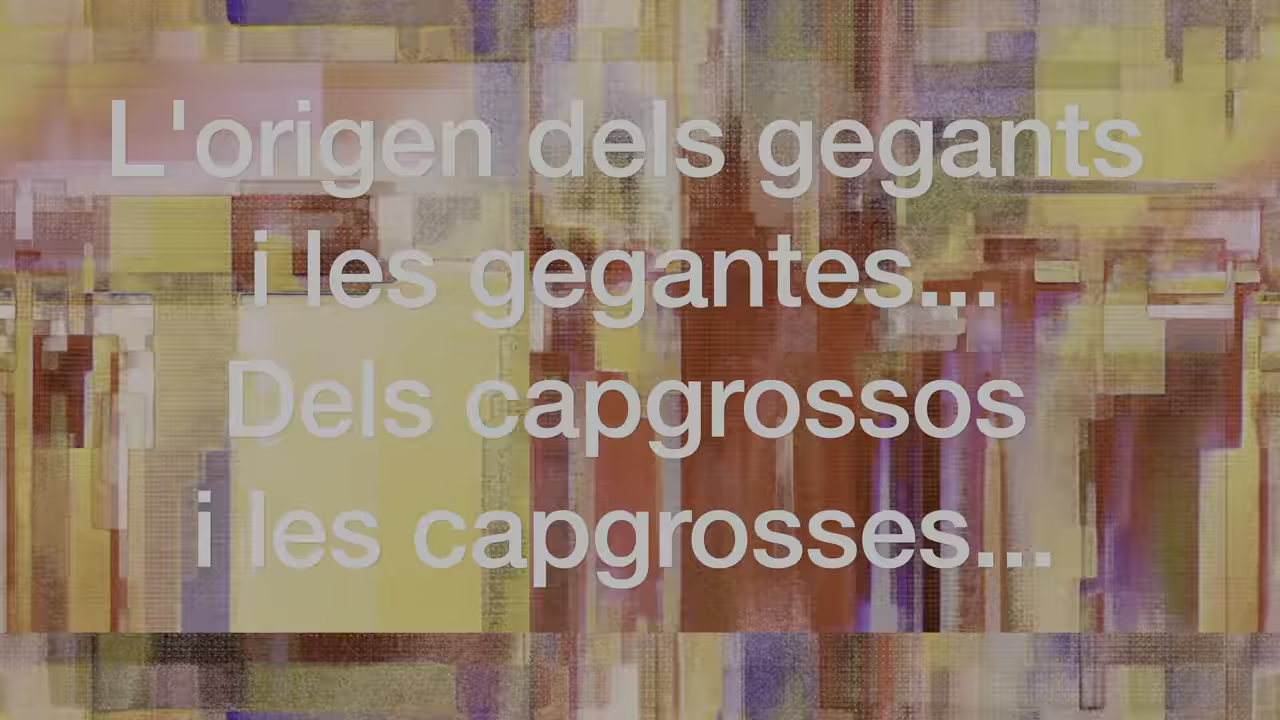 L'origen dels gegants
i les gegantes...
Dels capgrossos
i les capgrosses...